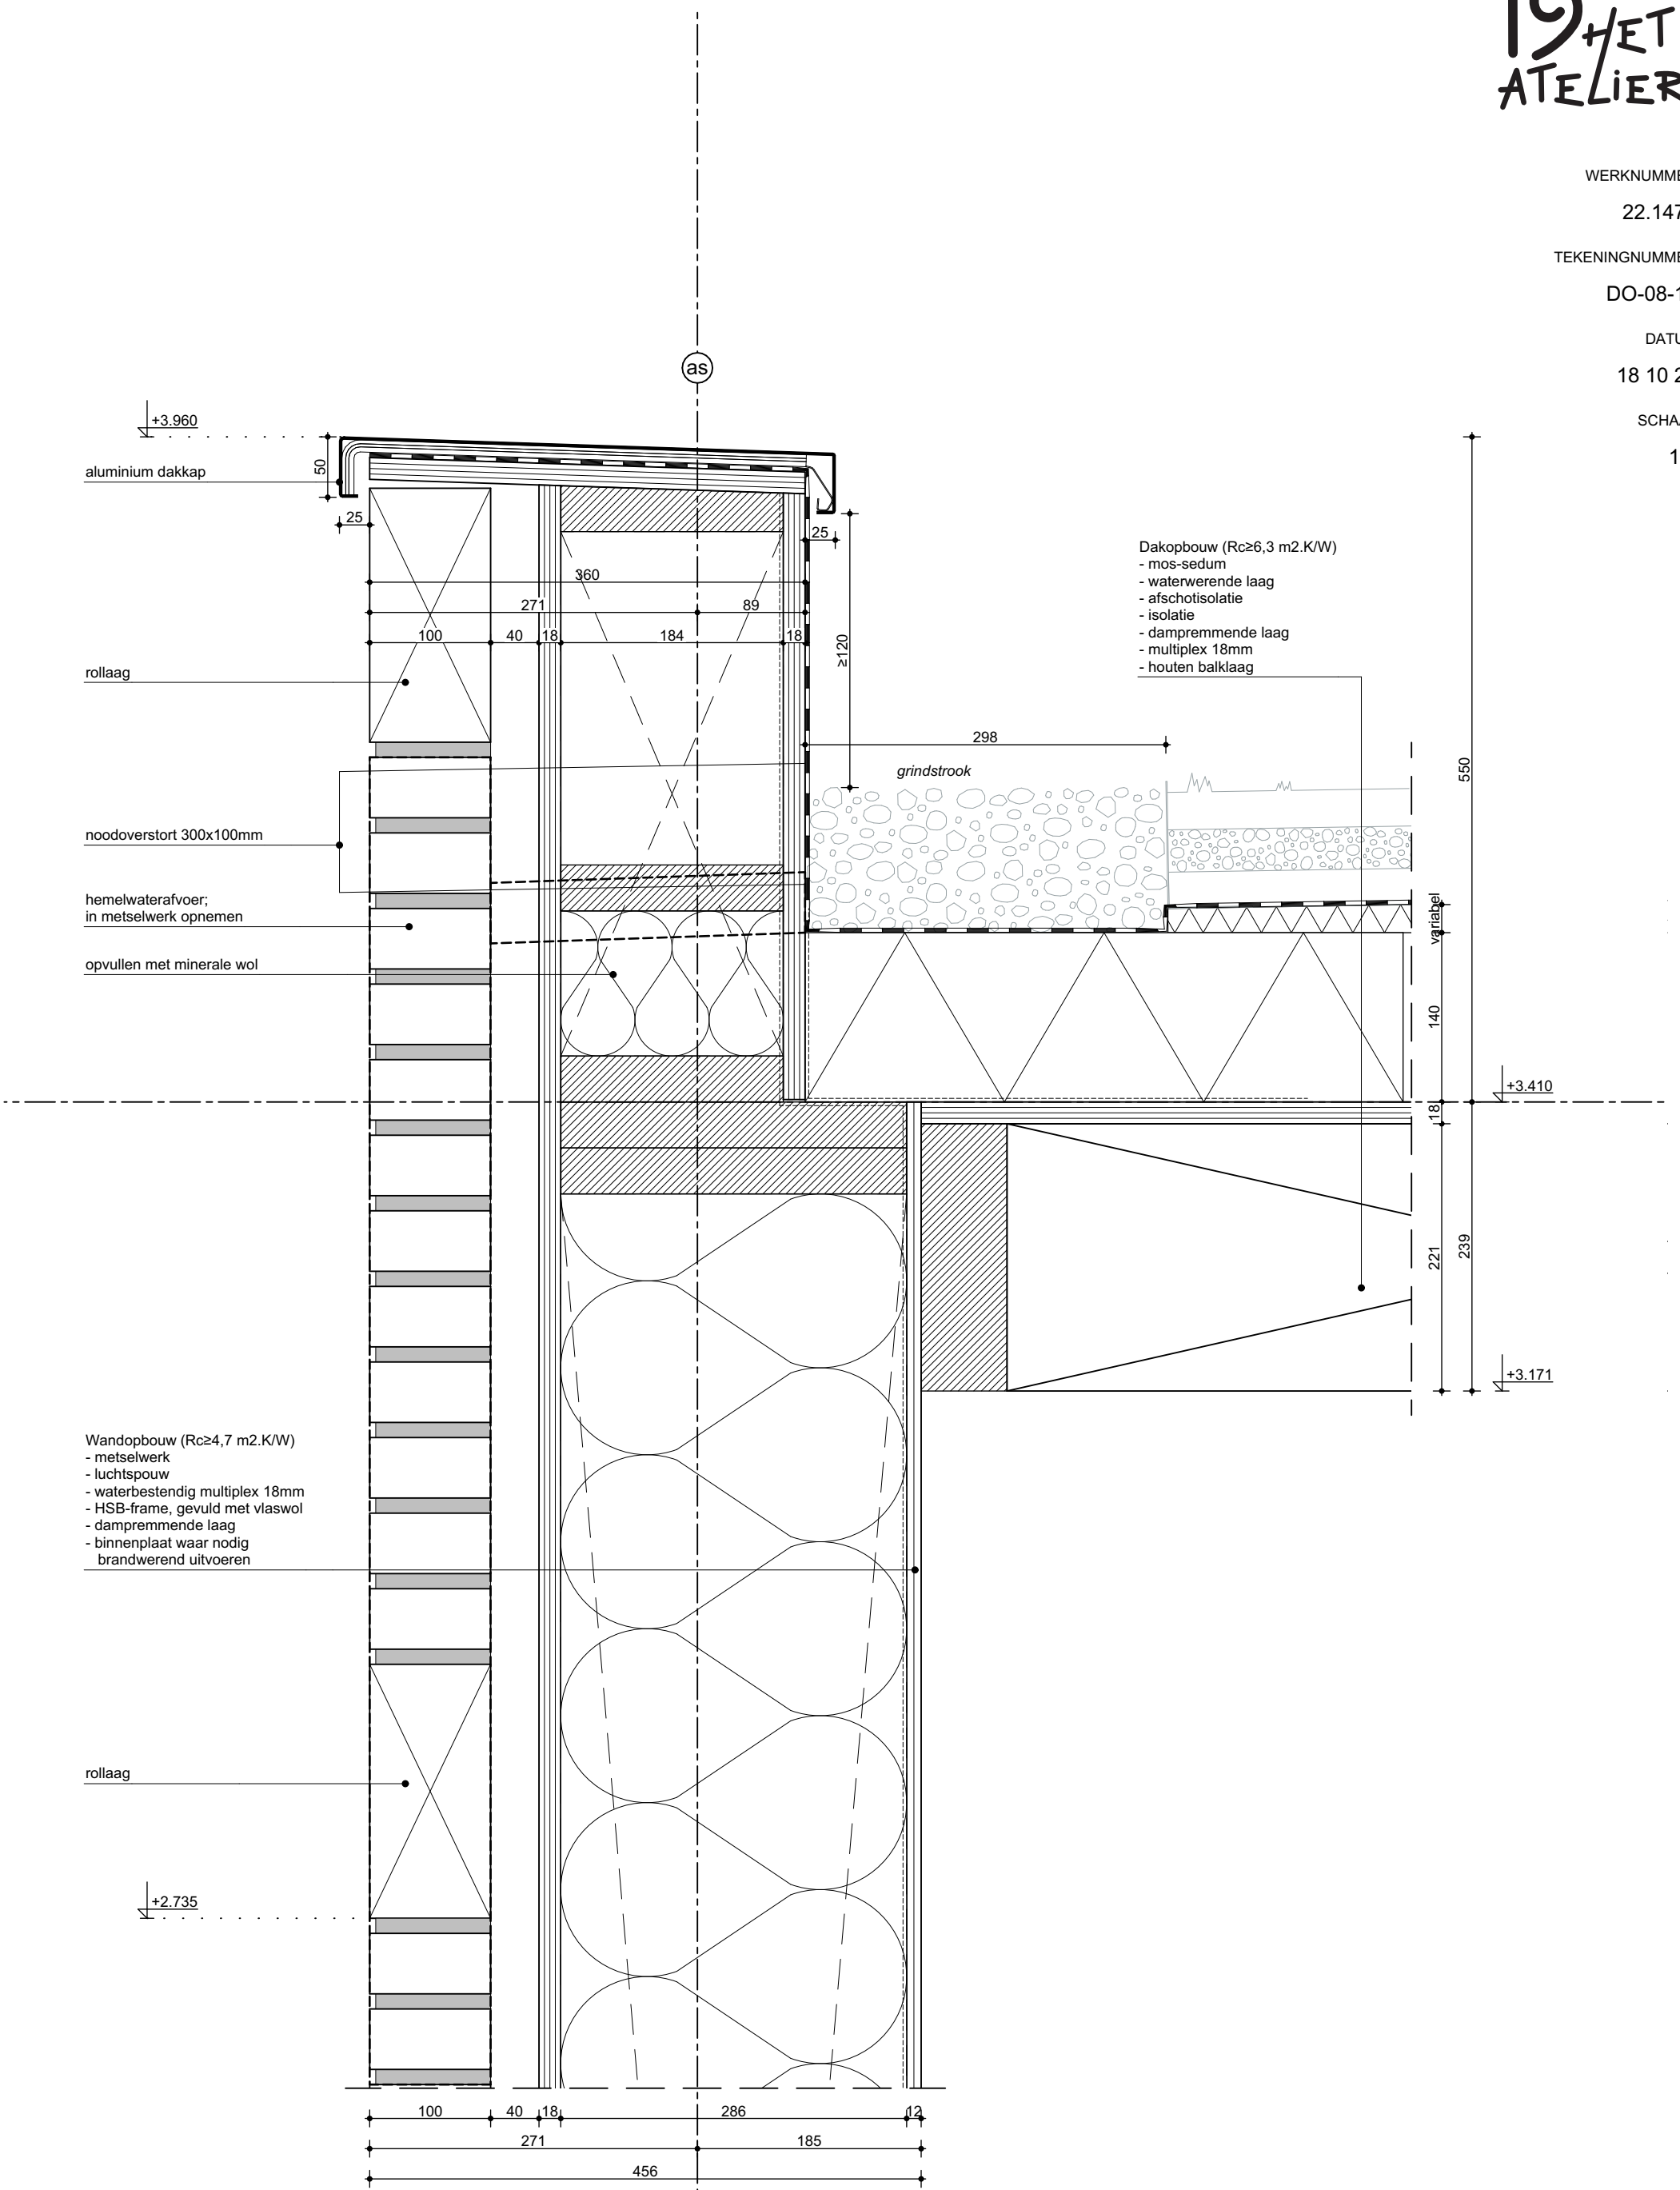 19 HET
ATELIER
WERKNUMME
22.147
TEKENINGNUMME
DO-08-1
DATU
18 10 2
SCHAA
1
as
+3.960
aluminium dakkap
50
25
25
360
271
89
100
40
18
184
18
≥120
rollaag
Dakopbouw (Rc≥6,3 m2.K/W)
- mos-sedum
- waterwerende laag
- afschotisolatie
- isolatie
- dampremmende laag
- multiplex 18mm
- houten balklaag
298
grindstrook
550
noodoverstort 300x100mm
hemelwaterafvoer;
in metselwerk opnemen
opvullen met minerale wol
variabel
140
+3.410
18
221
239
+3.171
Wandopbouw (Rc≥4,7 m2.K/W)
- metselwerk
- luchtspouw
- waterbestendig multiplex 18mm
- HSB-frame, gevuld met vlaswol
- dampremmende laag
- binnenplaat waar nodig
brandwerend uitvoeren
rollaag
+2.735
100
40
18
286
12
271
185
456